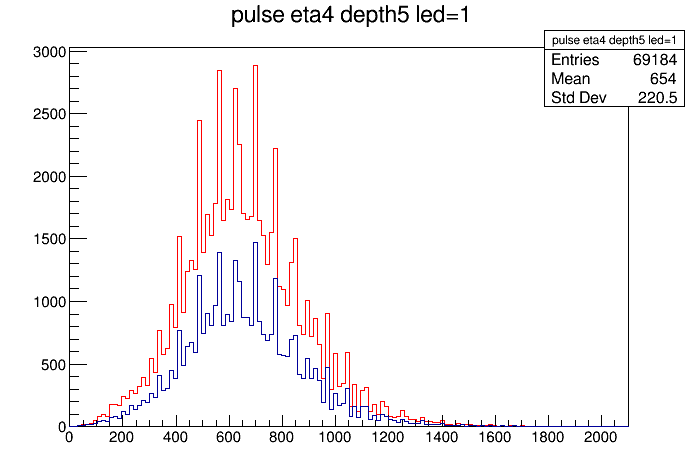 pulse eta4 depth5 led=1
pulse eta4 depth5 led=1
Entries 69184
Mean 654
Std Dev 220.5
3000
2500
2000
1500
1000
500
0
0 200 400 600 800 1000 1200 1400 1600 1800 2000